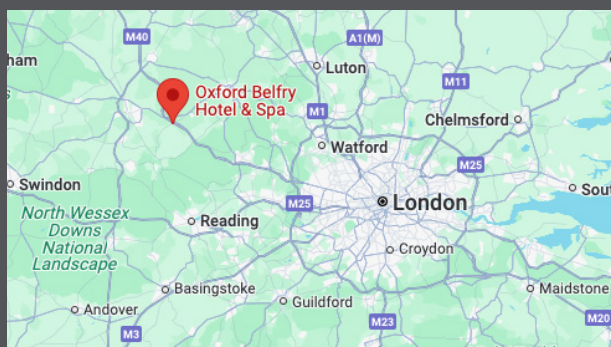 M40
A1(M)
ham
Luton
M11
Oxford Belfry
Hotel & Spa
M1
Chelmsford
Watford
M25
Swindon
Sout
North Wessex
Downs
National
Landscape
Reading
M25
London
Croydon
Basingstoke
Guildford
Maidstone
Andover
M3
M23
M20